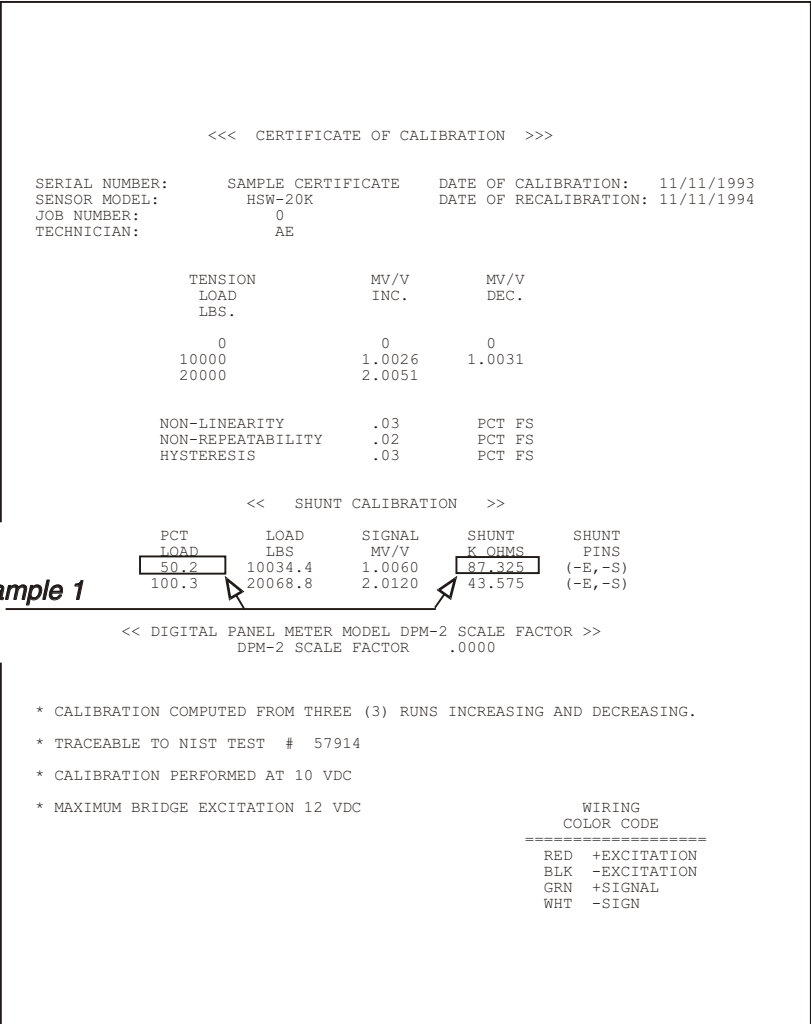 <<< CERTIFICATE OF CALIBRATION >>>
SERIAL NUMBER: SAMPLE CERTIFICATE DATE OF CALIBRATION: 11/11/1993
SENSOR MODEL: HSW-20K DATE OF RECALIBRATION: 11/11/1994
JOB NUMBER: 0
TECHNICIAN: AE
TENSION MV/V MV/V
LOAD INC. DEC.
LBS.
0 0 0
10000 1.0026 1.0031
20000 2.0051
NON-LINEARITY .03 PCT FS
NON-REPEATABILITY .02 PCT FS
HYSTERESIS .03 PCT FS
<< SHUNT CALIBRATION >>
PCT LOAD SIGNAL SHUNT SHUNT
LOAD LBS MV/V K OHMS PINS
50.2 10034.4 1.0060 87.325 (-E,-S)
100.3 20068.8 2.0120 43.575 (-E,-S)
ample 1
<< DIGITAL PANEL METER MODEL DPM-2 SCALE FACTOR >>
DPM-2 SCALE FACTOR .0000
* CALIBRATION COMPUTED FROM THREE (3) RUNS INCREASING AND DECREASING.
* TRACEABLE TO NIST TEST # 57914
* CALIBRATION PERFORMED AT 10 VDC
* MAXIMUM BRIDGE EXCITATION 12 VDC
WIRING
COLOR CODE
===================
RED +EXCITATION
BLK -EXCITATION
GRN +SIGNAL
WHT -SIGN